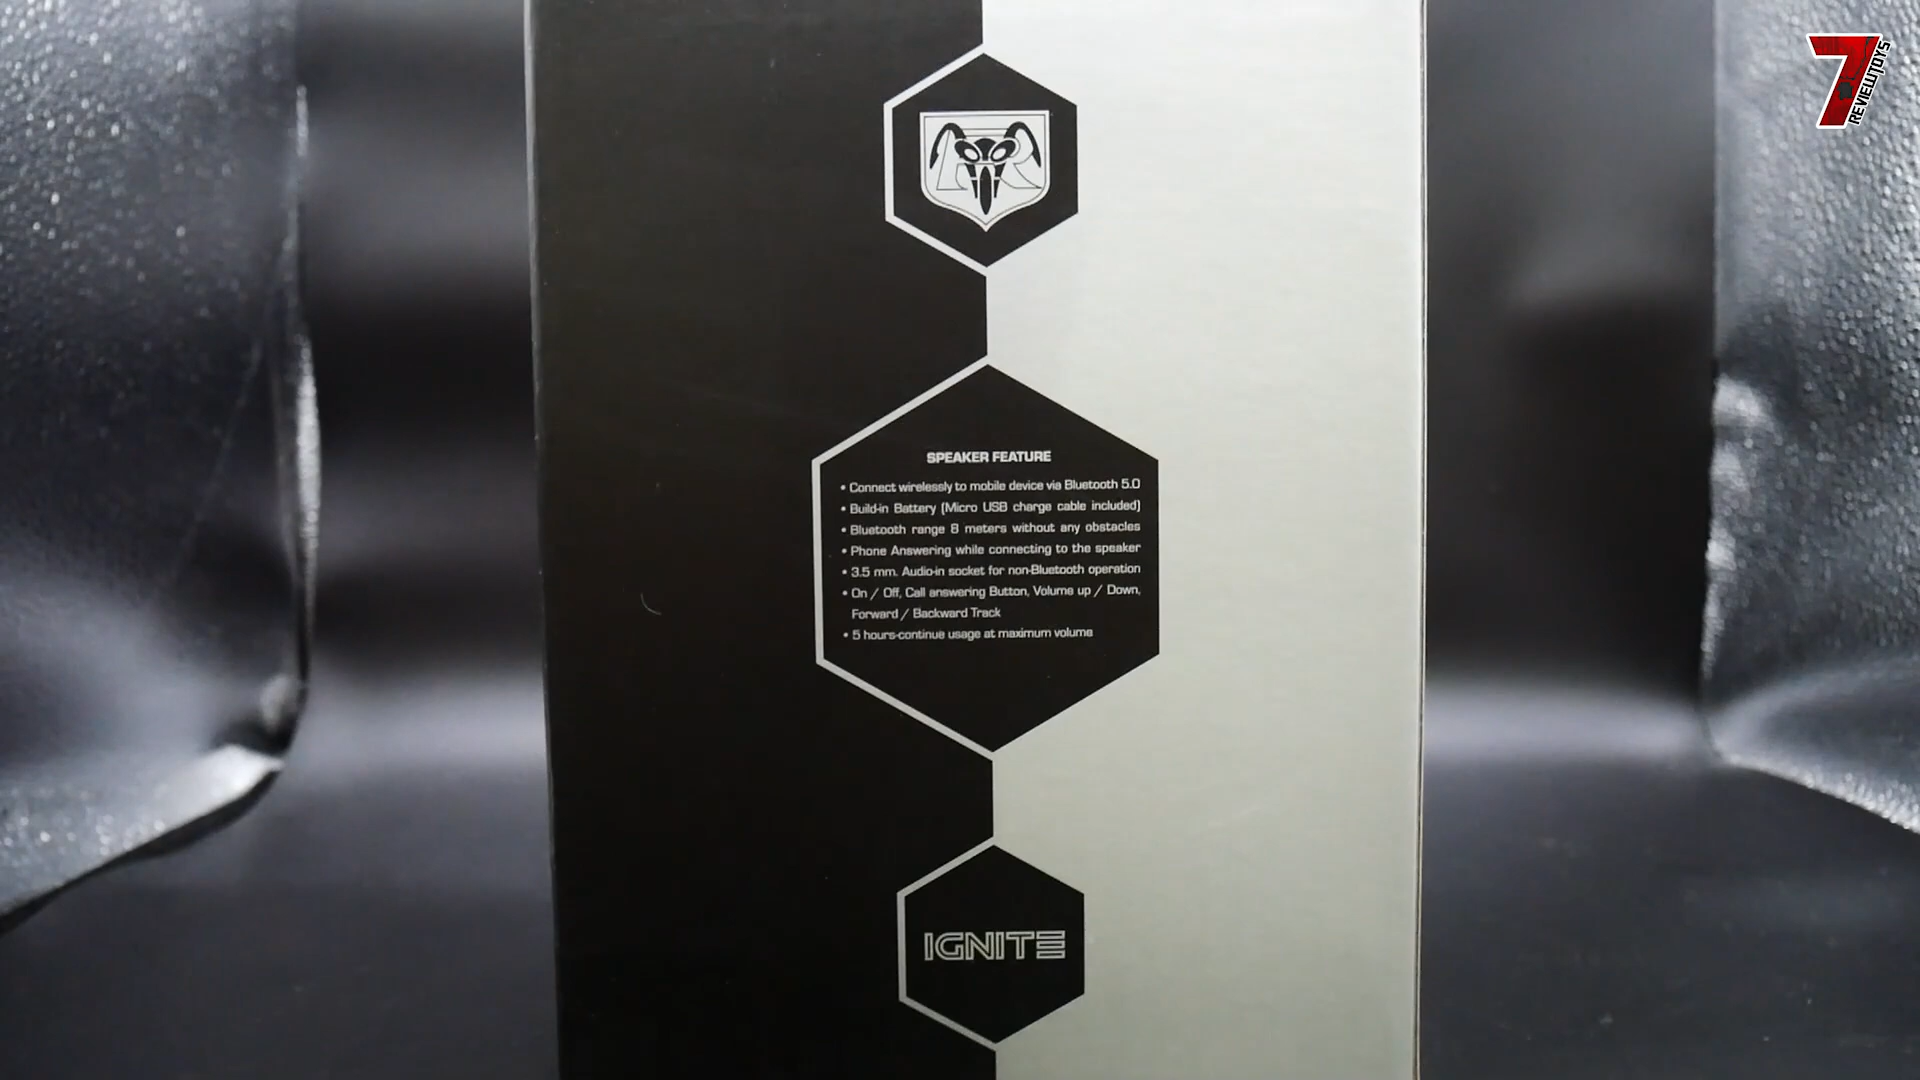 7
REVIEWTOYS
AR
SPEAKER FEATURE
• Connect wirelessly to mobile device via Bluetooth 5.0
• Build-in Battery (Micro USB charge cable included)
• Bluetooth range 8 meters without any obstacles
• Phone Answering while connecting to the speaker
• 3.5 mm. Audio-in socket for non-Bluetooth operation
• On / Off, Call answering Button, Volume up / Down,
Forward / Backward Track
• 5 hours-continue usage at maximum volume
IGNITE